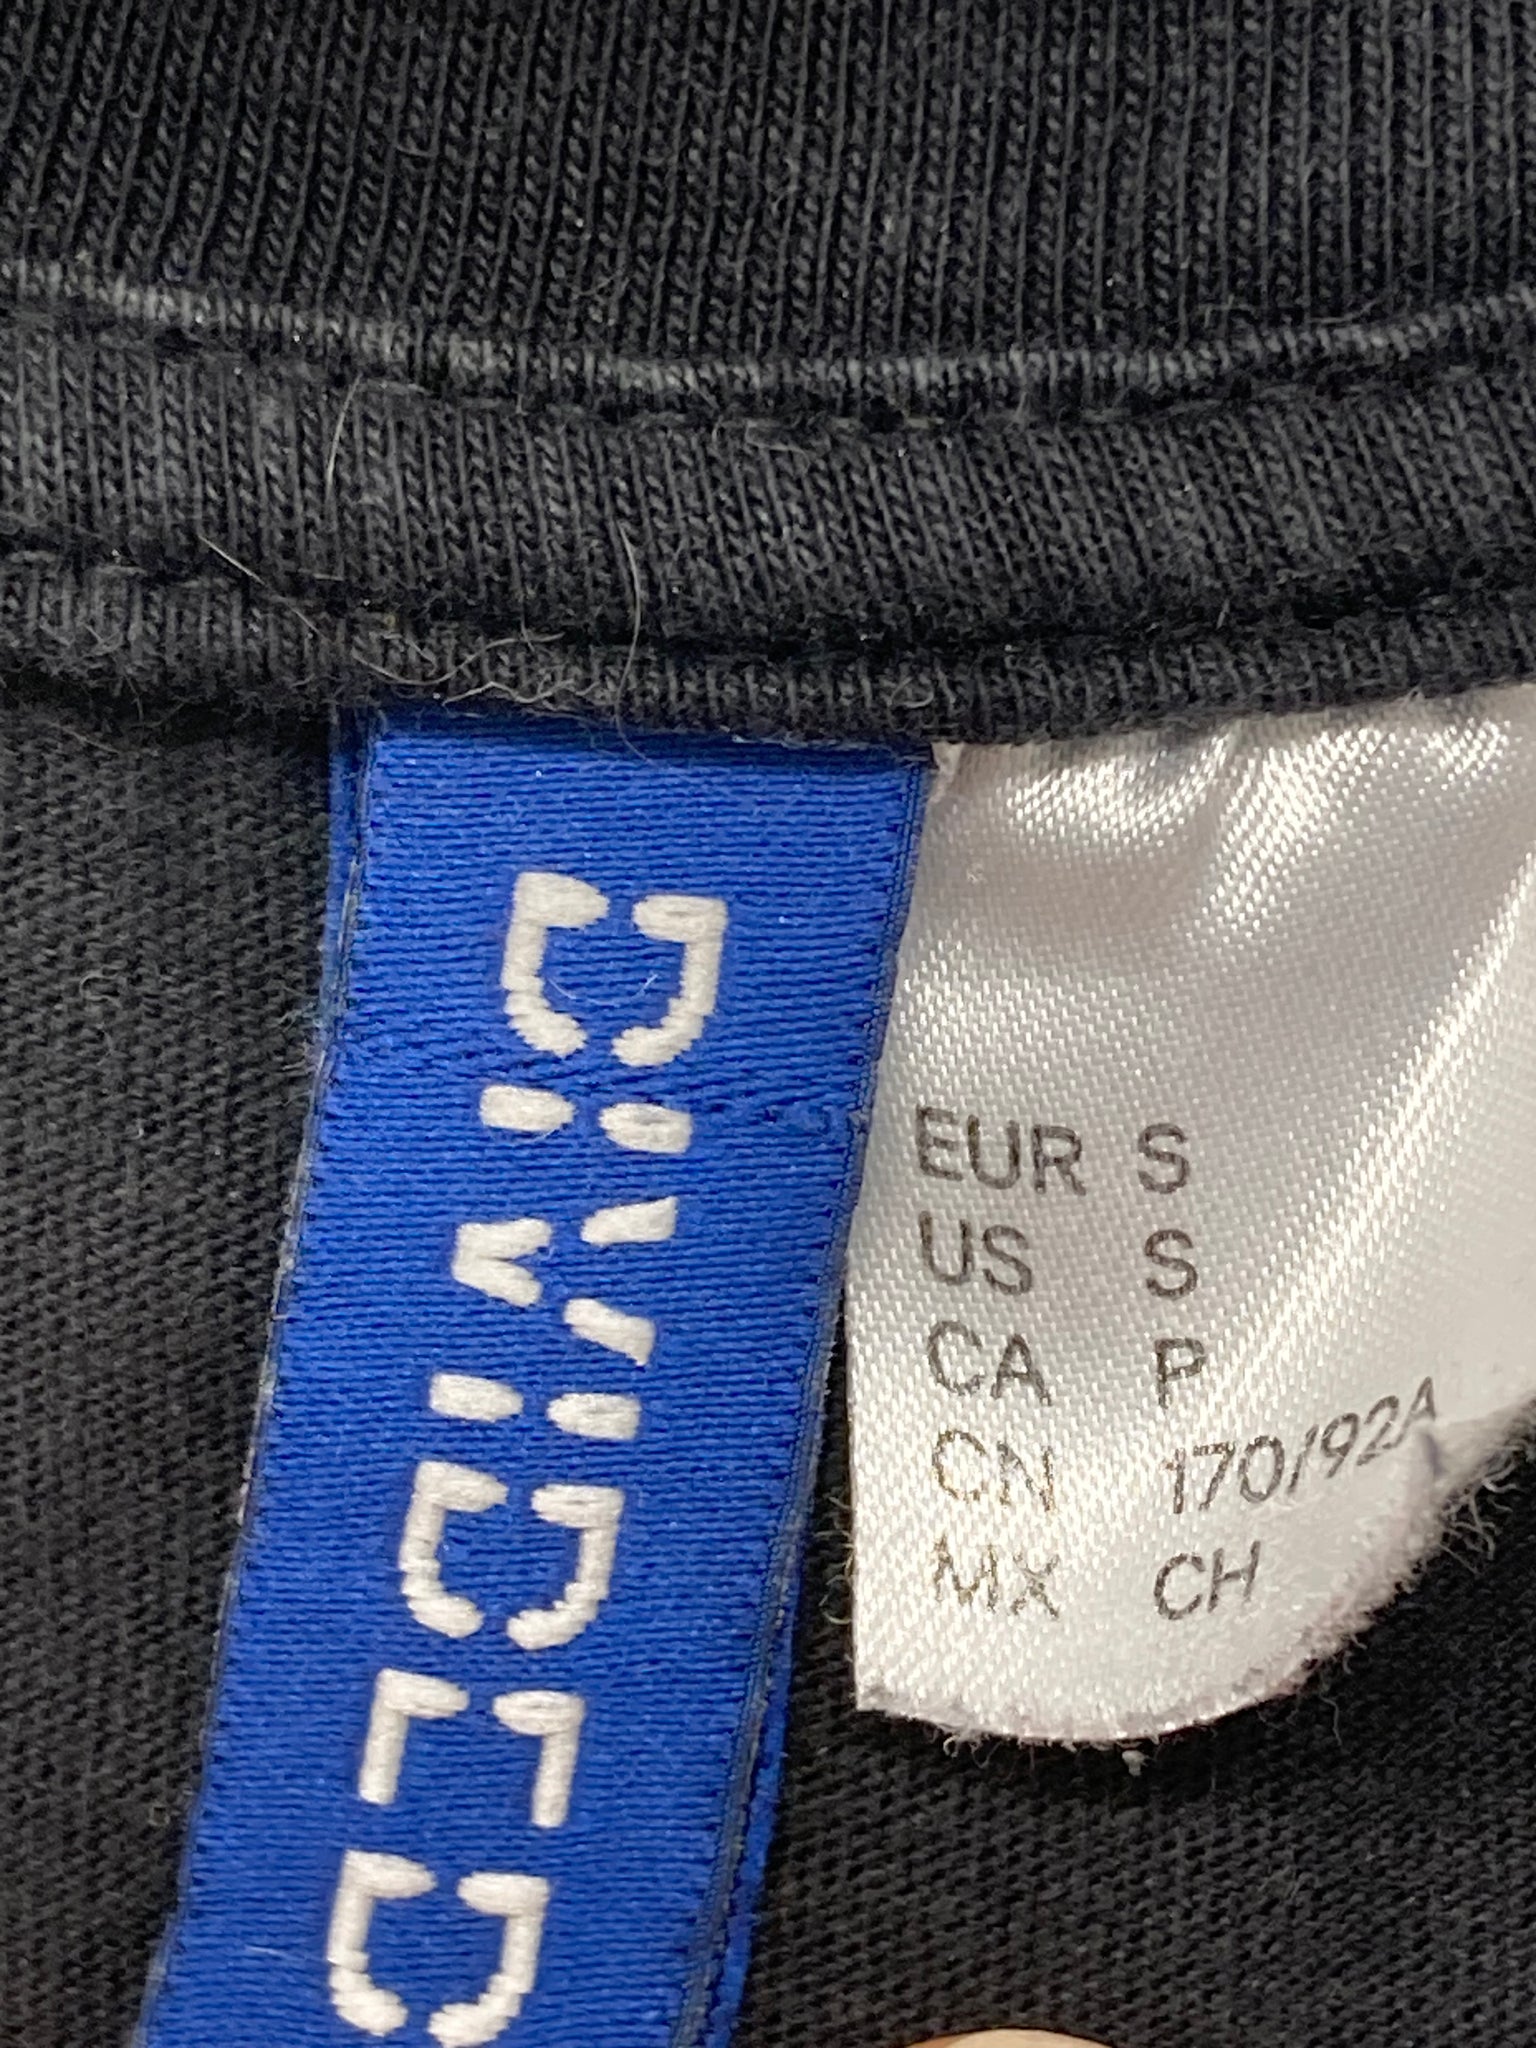 DIVIDED
EUR S
US S
CA P
CN 170/92A
MX CH